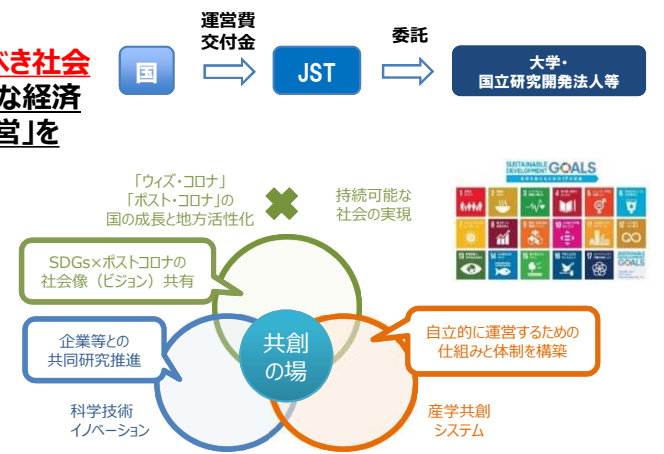 運営費
交付金
委託
国
JST
大学・
国立研究開発法人等
べき社会
な経済
営」を
「ウィズ・コロナ」
「ポスト・コロナ」の
国の成長と地方活性化
持続可能な
社会の実現
SUSTAINABLE DEVELOPMENT GOALS
SDGs×ポストコロナの
社会像（ビジョン）共有
企業等との
共同研究推進
共創
の場
自立的に運営するための
仕組みと体制を構築
科学技術
イノベーション
産学共創
システム